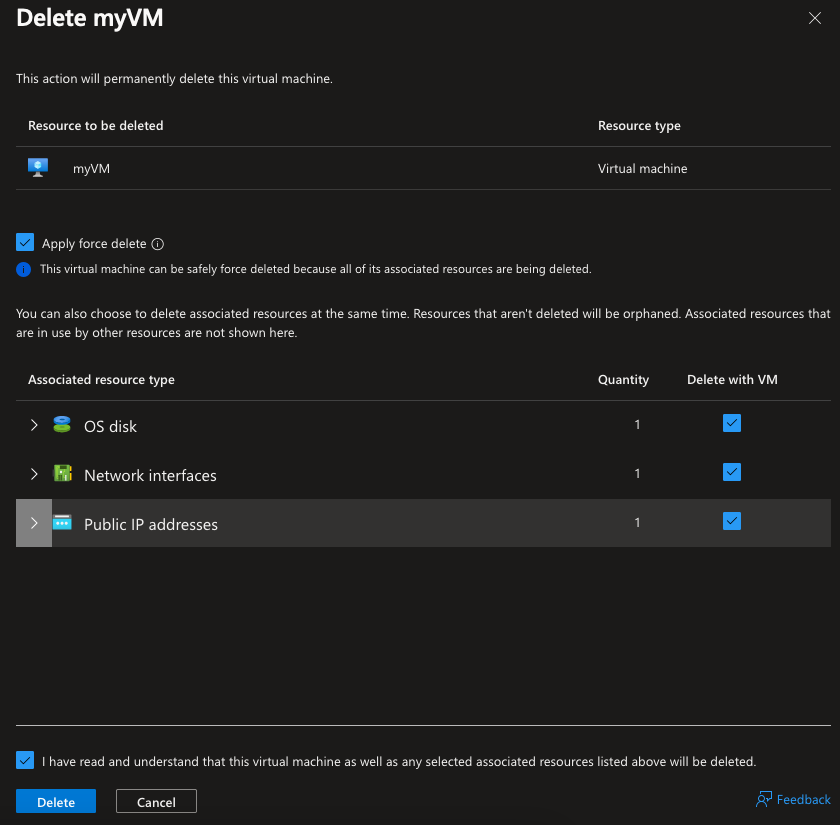 Delete myVM
This action will permanently delete this virtual machine.
Resource to be deleted Resource type
myVM Virtual machine
Apply force delete
This virtual machine can be safely force deleted because all of its associated resources are being deleted.
You can also choose to delete associated resources at the same time. Resources that aren't deleted will be orphaned. Associated resources that
are in use by other resources are not shown here.
Associated resource type Quantity Delete with VM
OS disk 1
Network interfaces 1
Public IP addresses 1
I have read and understand that this virtual machine as well as any selected associated resources listed above will be deleted.
Delete Cancel Feedback